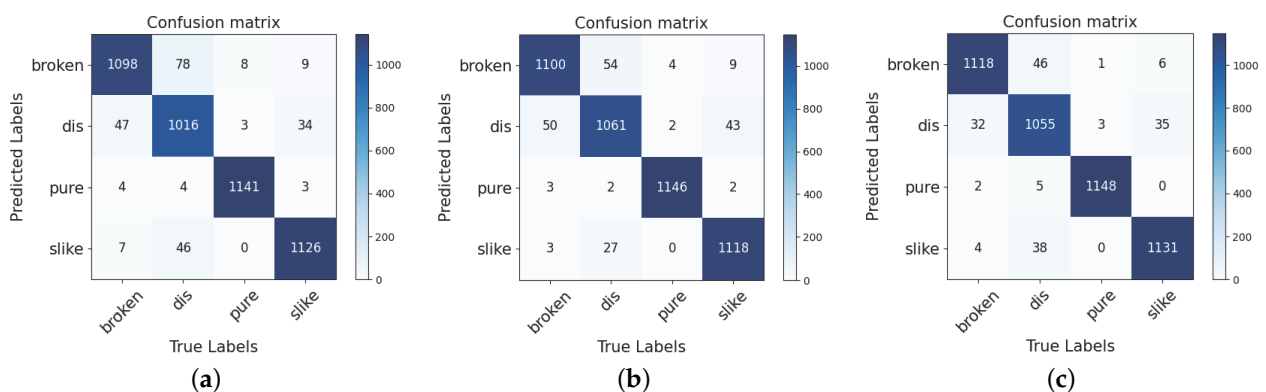 Confusion matrix
Predicted Labels
broken 1098 78 8 9
dis 47 1016 3 34
pure 4 4 1141 3
slike 7 46 0 1126
broken dis pure slike
True Labels
1000
800
600
400
200
0
(a)
Confusion matrix
Predicted Labels
broken 1100 54 4 9
dis 50 1061 2 43
pure 3 2 1146 2
slike 3 27 0 1118
broken dis pure slike
True Labels
1000
800
600
400
200
0
(b)
Confusion matrix
Predicted Labels
broken 1118 46 1 6
dis 32 1055 3 35
pure 2 5 1148 0
slike 4 38 0 1131
broken dis pure slike
True Labels
1000
800
600
400
200
0
(c)